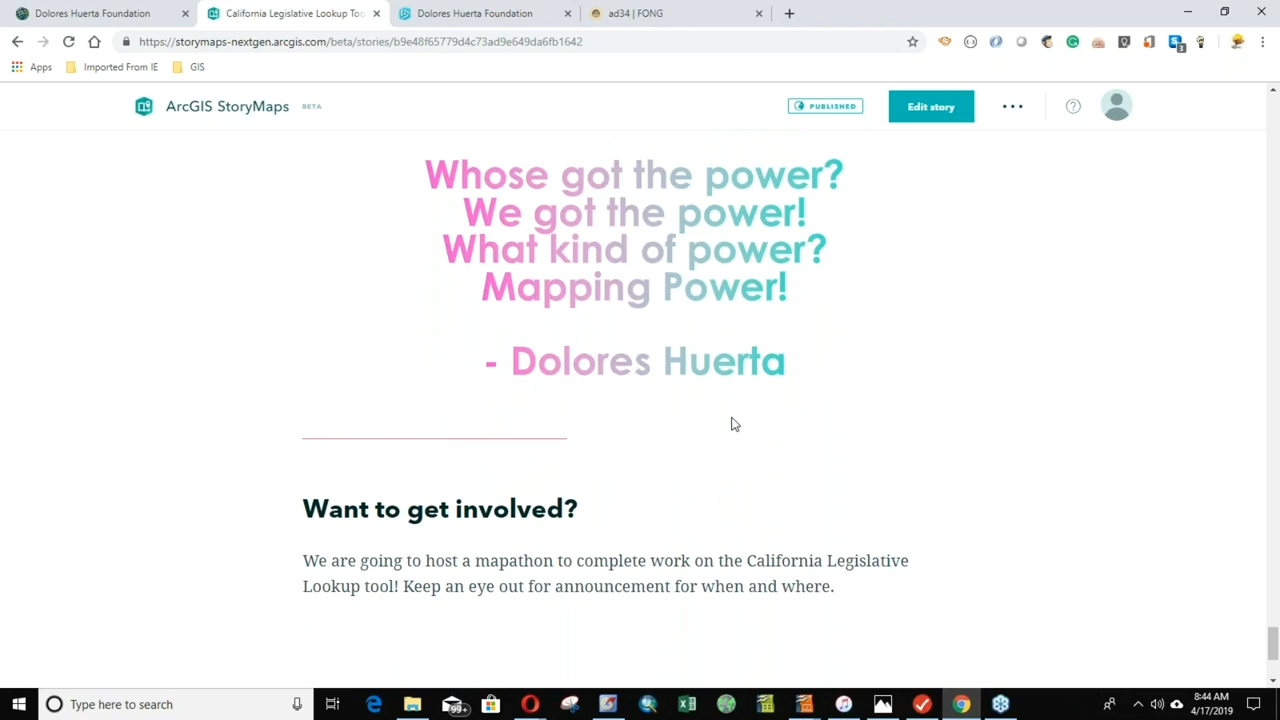 Dolores Huerta Foundation
California Legislative Lookup Too
Dolores Huerta Foundation
ad34 | FONG
https://storymaps-nextgen.arcgis.com/beta/stories/b9e48f65779d4c73ad9e649da6fb1642
3
Apps
Imported From IE
GIS
ArcGIS StoryMaps BETA
PUBLISHED
Edit story
Whose got the power?
We got the power!
What kind of power?
Mapping Power!
- Dolores Huerta
Want to get involved?
We are going to host a mapathon to complete work on the California Legislative
Lookup tool! Keep an eye out for announcement for when and where.
Type here to search
99+
8:44 AM
4/17/2019